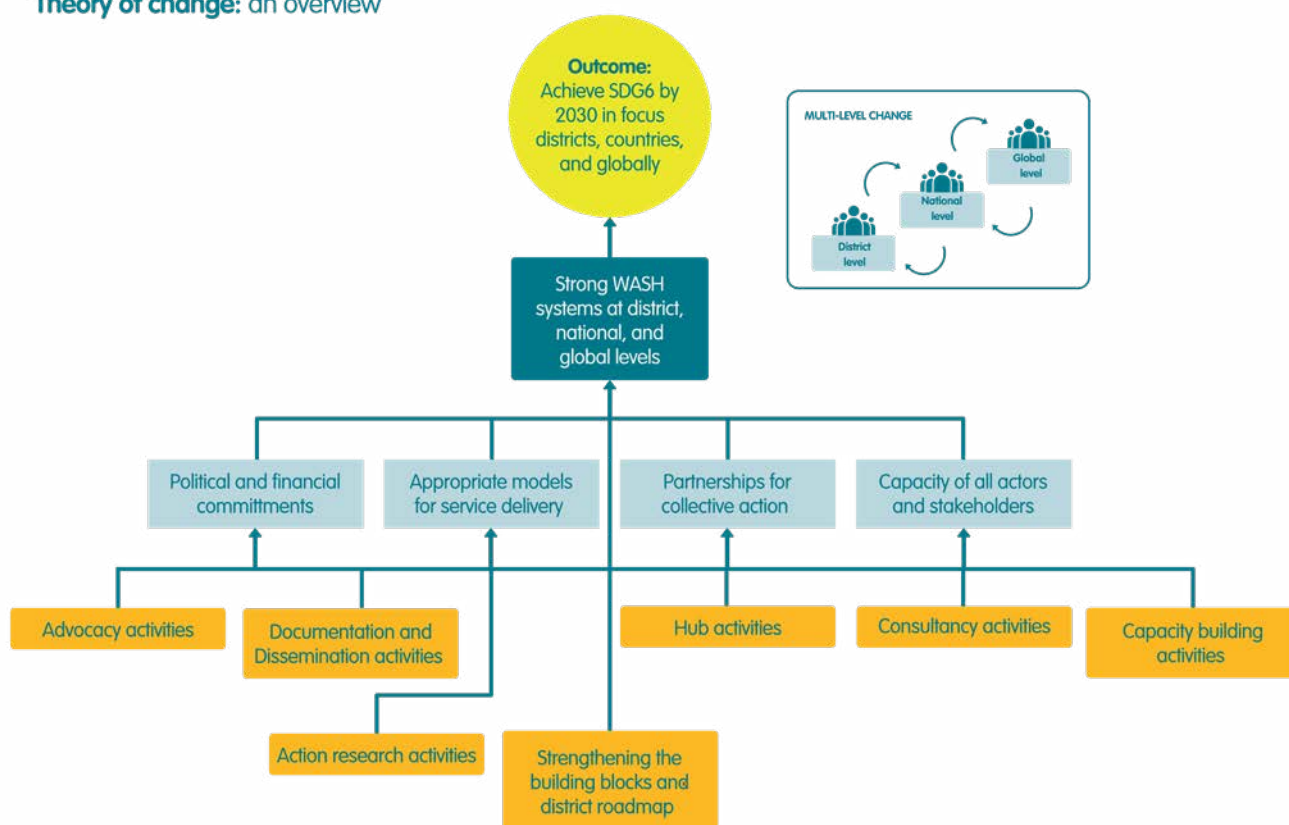 Theory of change: an overview
Outcome:
Achieve SDG6 by
2030 in focus
districts, countries,
and globally
MULTI-LEVEL CHANGE
Global
level
National
level
District
level
Strong WASH
systems at district,
national, and
global levels
Political and financial
committments
Appropriate models
for service delivery
Partnerships for
collective action
Capacity of all actors
and stakeholders
Advocacy activities
Documentation and
Dissemination activities
Hub activities
Consultancy activities
Capacity building
activities
Action research activities
Strengthening the
building blocks and
district roadmap